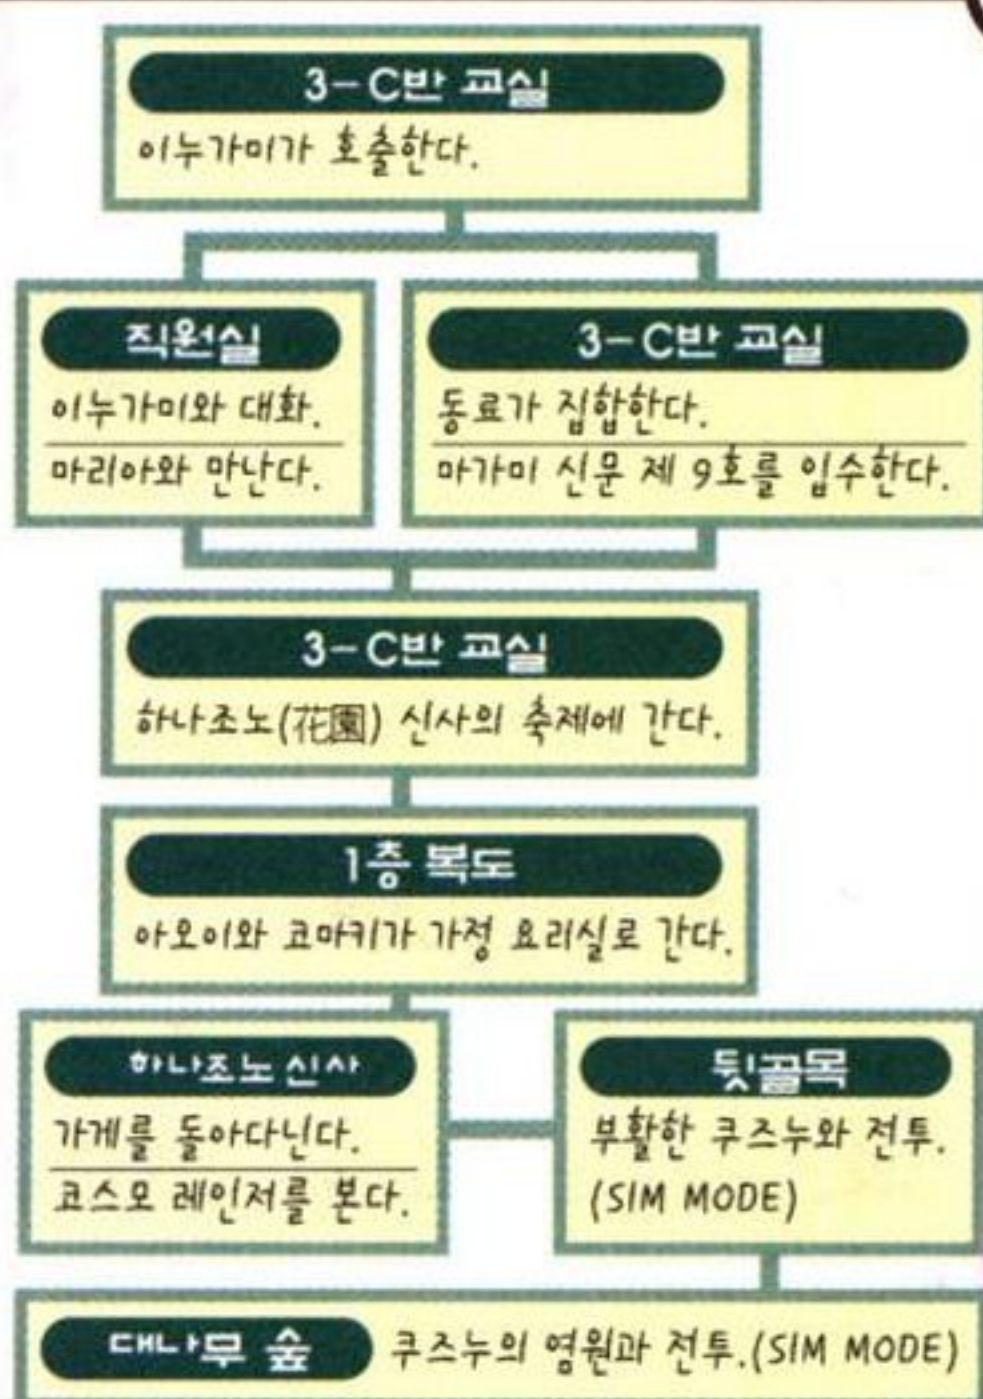 3-C반 교실
이누가미가 호출한다.
직원실
이누가미와 대화.
마리아와 만난다.
3-C반 교실
동료가 집합한다.
마가미 신문 제 9호를 입수한다.
3-C반 교실
하나조노(花園) 신사의 축제에 간다.
1층 복도
아오이와 코마키가 가정 요리실로 간다.
하나조노 신사
가게를 돌아다닌다.
코스모 레인저를 본다.
뒷골목
부활한 쿠즈누와 전투.
(SIM MODE)
대나무 숲
쿠즈누의 염원과 전투.(SIM MODE)